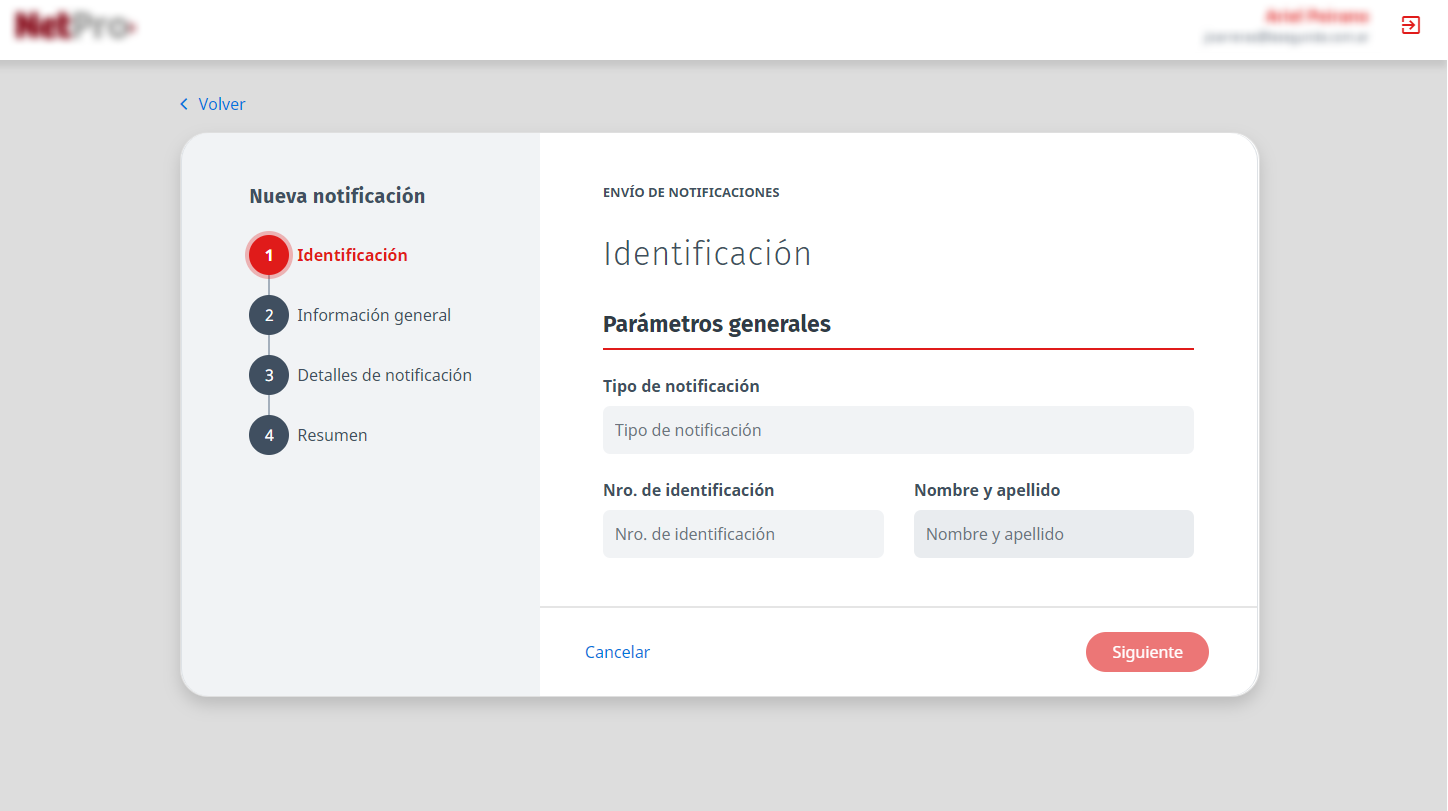 NetPro
Volver
Nueva notificación
1 Identificación
2 Información general
3 Detalles de notificación
4 Resumen
ENVÍO DE NOTIFICACIONES
Identificación
Parámetros generales
Tipo de notificación
Tipo de notificación
Nro. de identificación Nombre y apellido
Nro. de identificación Nombre y apellido
Cancelar Siguiente